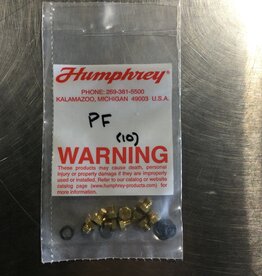 Humphrey®
PHONE: 269-381-5500
KALAMAZOO, MICHIGAN 49003 U.S.A.
PF
(10)
WARNING
These products may cause death, personal
injury or property damage if they are improperly
used or installed. Refer to our catalog or website
catalog page (www.humphrey-products.com) for
more information.